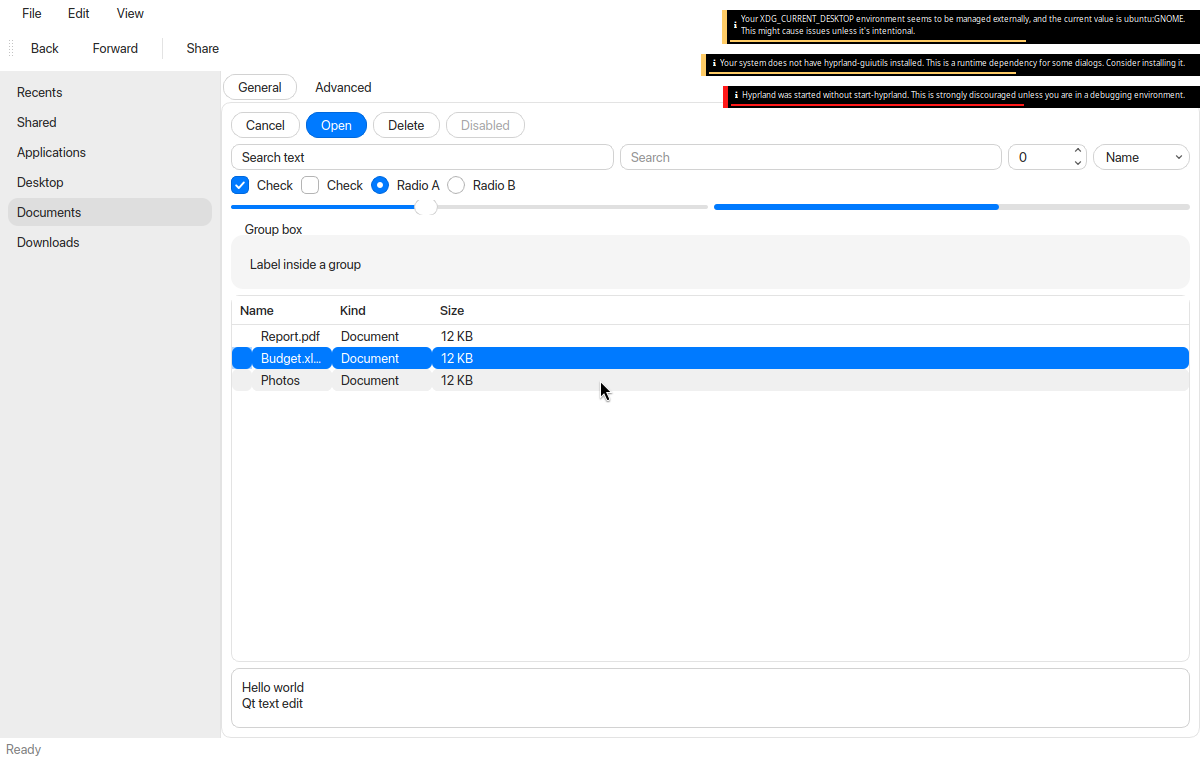 File Edit View
Your XDG_CURRENT_DESKTOP environment seems to be managed externally, and the current value is ubuntu:GNOME.
This might cause issues unless it's intentional.
Back Forward Share
Your system does not have hyprland-guiutils installed. This is a runtime dependency for some dialogs. Consider installing it.
Hyprland was started without start-hyprland. This is strongly discouraged unless you are in a debugging environment.
Recents
Shared
Applications
Desktop
Documents
Downloads
General Advanced
Cancel Open Delete Disabled
Search text Search 0 Name
Check Check Radio A Radio B
Group box
Label inside a group
Name Kind Size
Report.pdf Document 12 KB
Budget.xl... Document 12 KB
Photos Document 12 KB
Hello world
Qt text edit
Ready